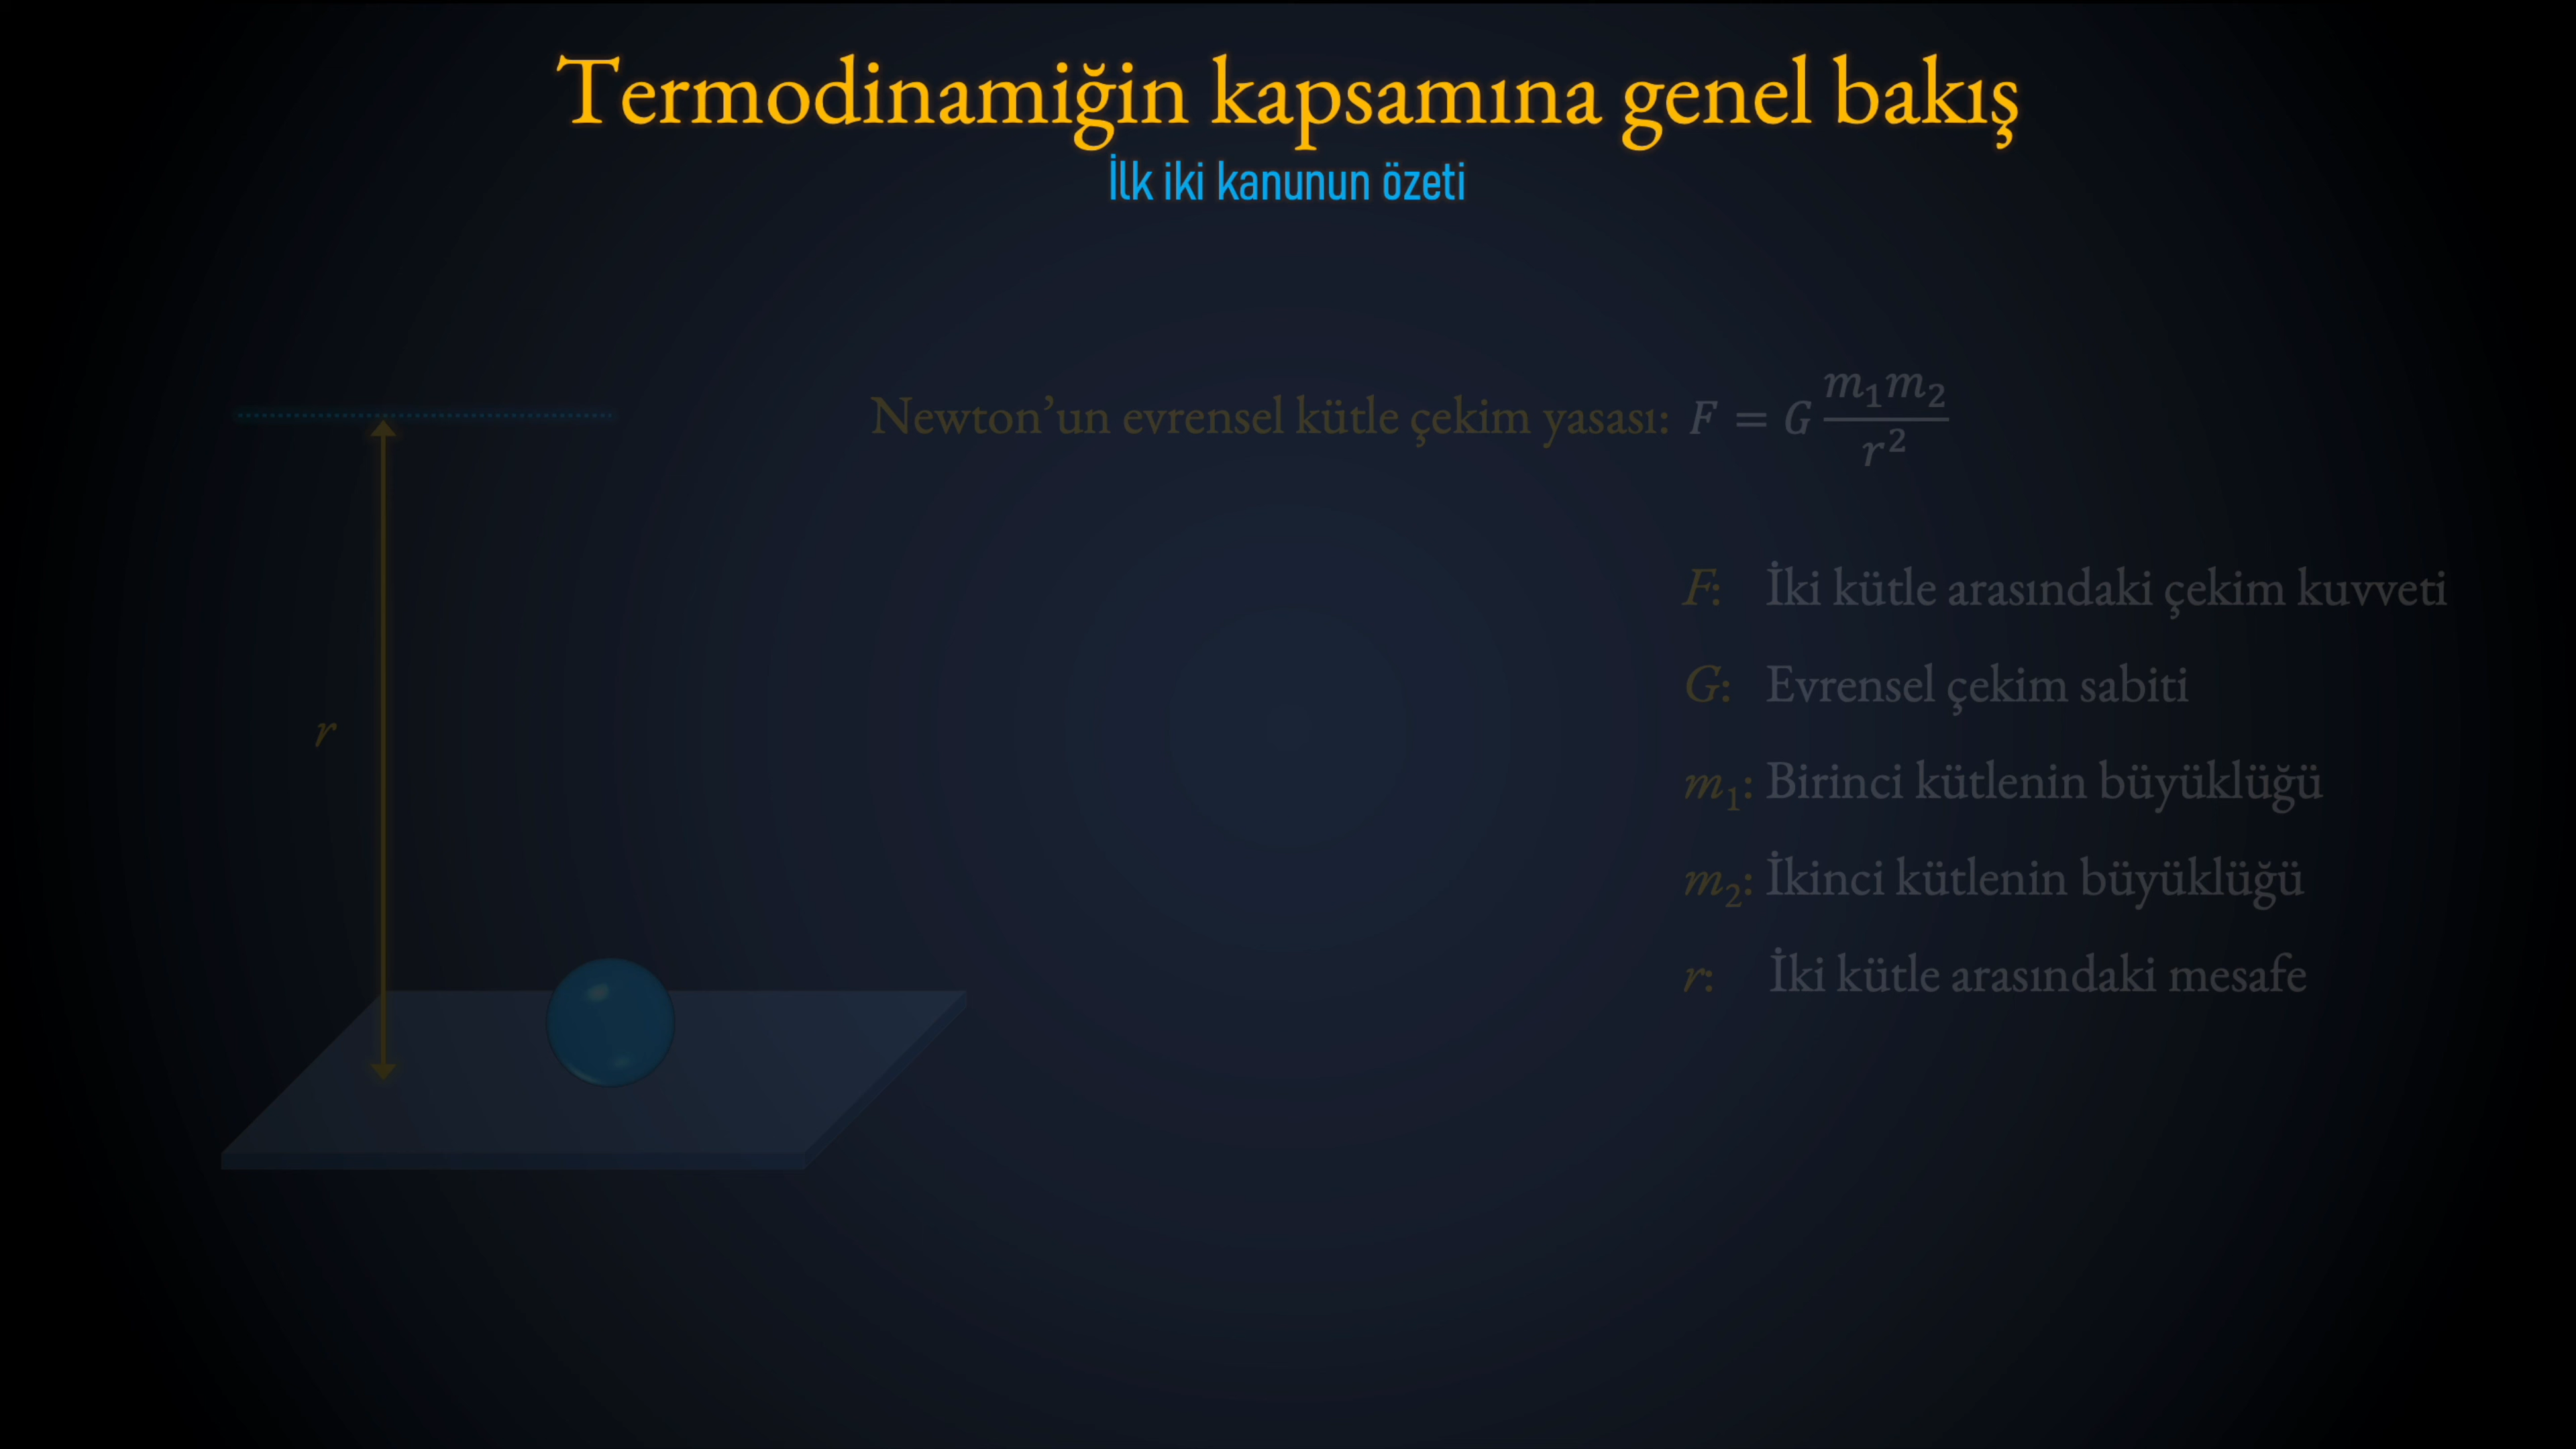 Termodinamiğin kapsamına genel bakış
İlk iki kanunun özeti
Newton’un evrensel kütle çekim yasası: F = G m₁m₂ / r²
r
F: İki kütle arasındaki çekim kuvveti
G: Evrensel çekim sabiti
m₁: Birinci kütlenin büyüklüğü
m₂: İkinci kütlenin büyüklüğü
r: İki kütle arasındaki mesafe